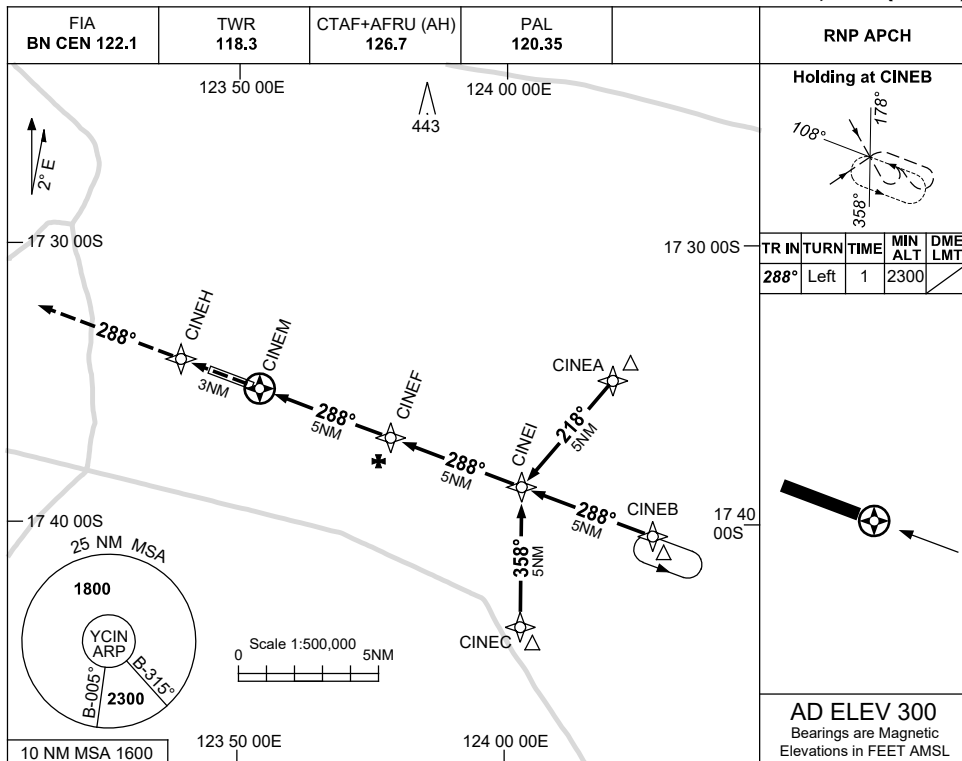 FIA
BN CEN 122.1
TWR
118.3
CTAF+AFRU (AH)
126.7
PAL
120.35
RNP APCH
123 50 00E
124 00 00E
443
2° E
17 30 00S
17 30 00S
Holding at CINEB
178°
108°
358°
TR IN TURN TIME MIN ALT DME LMT
288° Left 1 2300
288°
CINEH
3NM
CINEM
288°
5NM
CINEF
288°
5NM
CINEI
CINEA
218°
5NM
288°
5NM
CINEB
358°
5NM
CINEC
17 40 00S
17 40
00S
25 NM MSA
1800
YCIN
ARP
B-005°
B-315°
2300
10 NM MSA 1600
Scale 1:500,000
0 5NM
123 50 00E
124 00 00E
AD ELEV 300
Bearings are Magnetic
Elevations in FEET AMSL